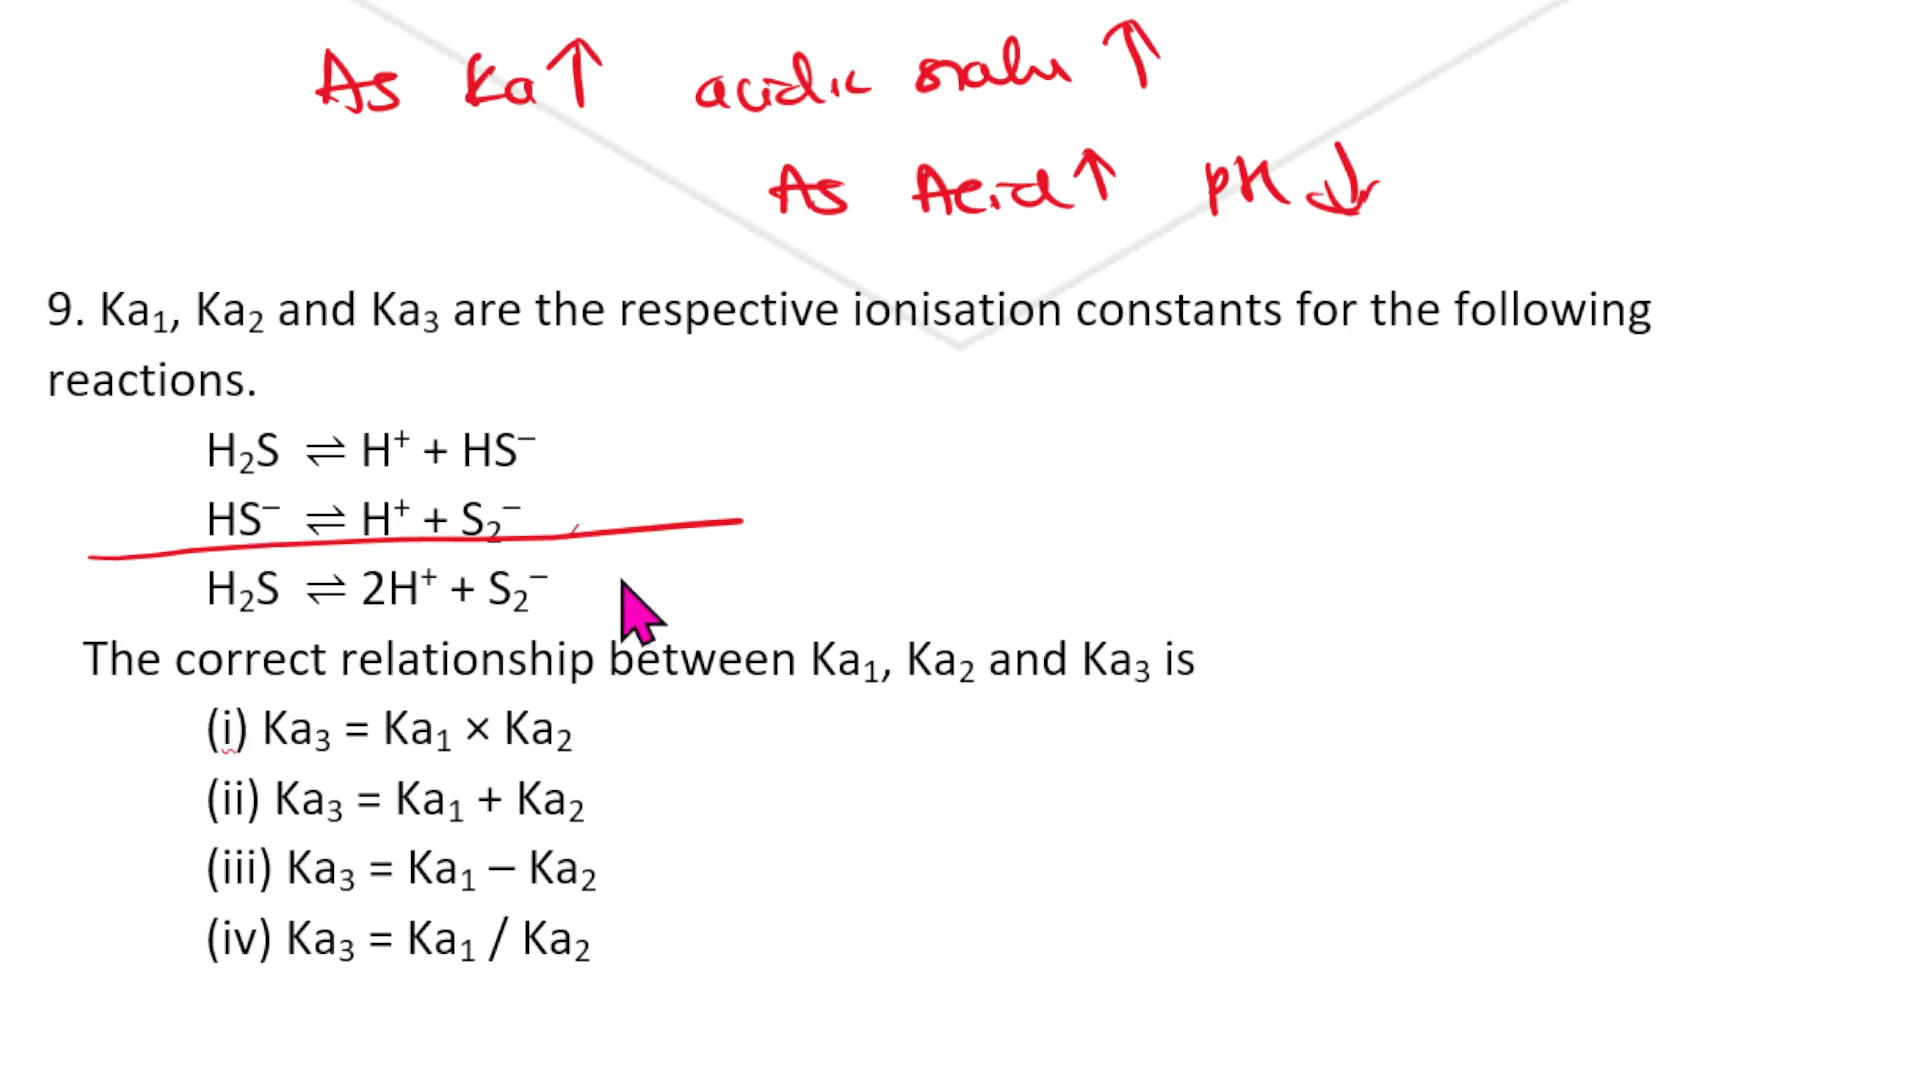 As Ka↑ acidic ↑
As Acid↑ pH↓
9. Ka₁, Ka₂ and Ka₃ are the respective ionisation constants for the following
reactions.
H₂S ⇌ H⁺ + HS⁻
HS⁻ ⇌ H⁺ + S₂⁻
H₂S ⇌ 2H⁺ + S₂⁻
The correct relationship between Ka₁, Ka₂ and Ka₃ is
(i) Ka₃ = Ka₁ × Ka₂
(ii) Ka₃ = Ka₁ + Ka₂
(iii) Ka₃ = Ka₁ – Ka₂
(iv) Ka₃ = Ka₁ / Ka₂